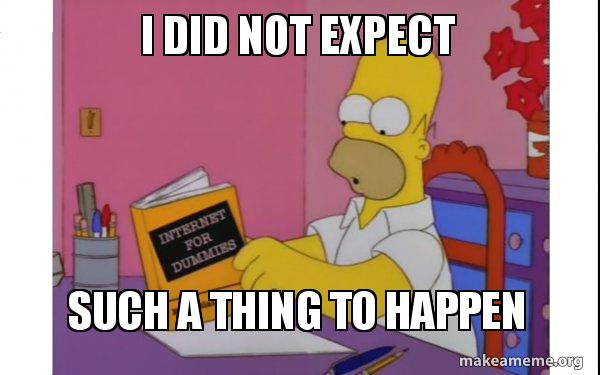 I DID NOT EXPECT
INTERNET
FOR
DUMMIES
SUCH A THING TO HAPPEN
makeameme.org